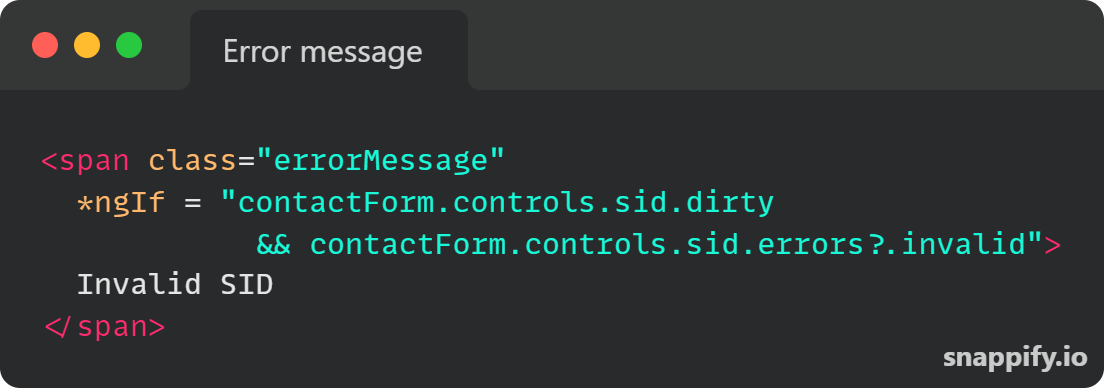 Error message
<span class="errorMessage"
*ngIf = "contactForm.controls.sid.dirty
&& contactForm.controls.sid.errors?.invalid">
Invalid SID
</span>
snappify.io